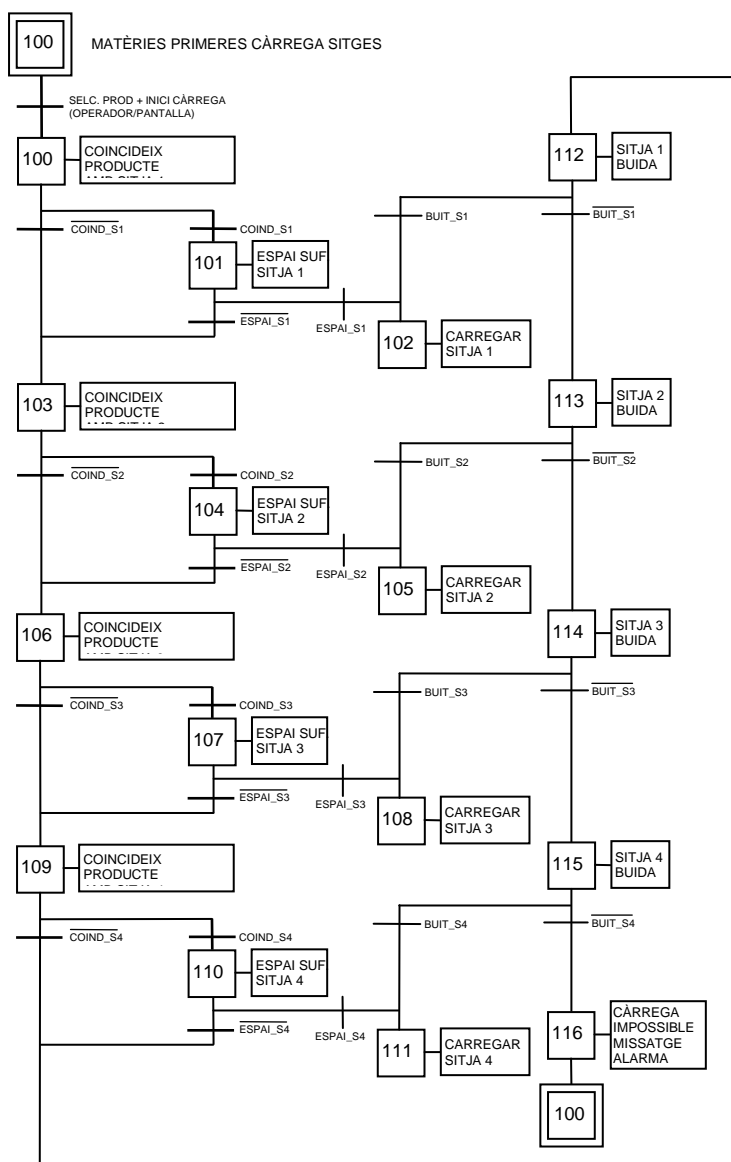 100
MATÈRIES PRIMERES CÀRREGA SITGES
SELC. PROD + INICI CÀRREGA
(OPERADOR/PANTALLA)
100
COINCIDEIX
PRODUCTE
112
SITJA 1
BUIDA
COIND_S1
COIND_S1
BUIT_S1
BUIT_S1
101
ESPAI SUF
SITJA 1
ESPAI_S1
ESPAI_S1
102
CARREGAR
SITJA 1
103
COINCIDEIX
PRODUCTE
113
SITJA 2
BUIDA
COIND_S2
COIND_S2
BUIT_S2
BUIT_S2
104
ESPAI SUF
SITJA 2
ESPAI_S2
ESPAI_S2
105
CARREGAR
SITJA 2
106
COINCIDEIX
PRODUCTE
114
SITJA 3
BUIDA
COIND_S3
COIND_S3
BUIT_S3
BUIT_S3
107
ESPAI SUF
SITJA 3
ESPAI_S3
ESPAI_S3
108
CARREGAR
SITJA 3
109
COINCIDEIX
PRODUCTE
115
SITJA 4
BUIDA
COIND_S4
COIND_S4
BUIT_S4
BUIT_S4
110
ESPAI SUF
SITJA 4
ESPAI_S4
ESPAI_S4
111
CARREGAR
SITJA 4
116
CÀRREGA
IMPOSSIBLE
MISSATGE
ALARMA
100